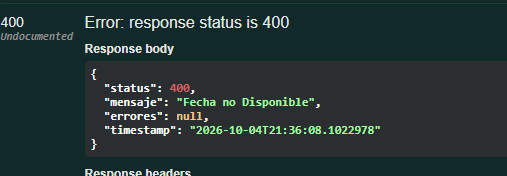 400
Undocumented
Error: response status is 400
Response body
{
  "status": 400,
  "mensaje": "Fecha no Disponible",
  "errores": null,
  "timestamp": "2026-10-04T21:36:08.1022978"
}
Response headers